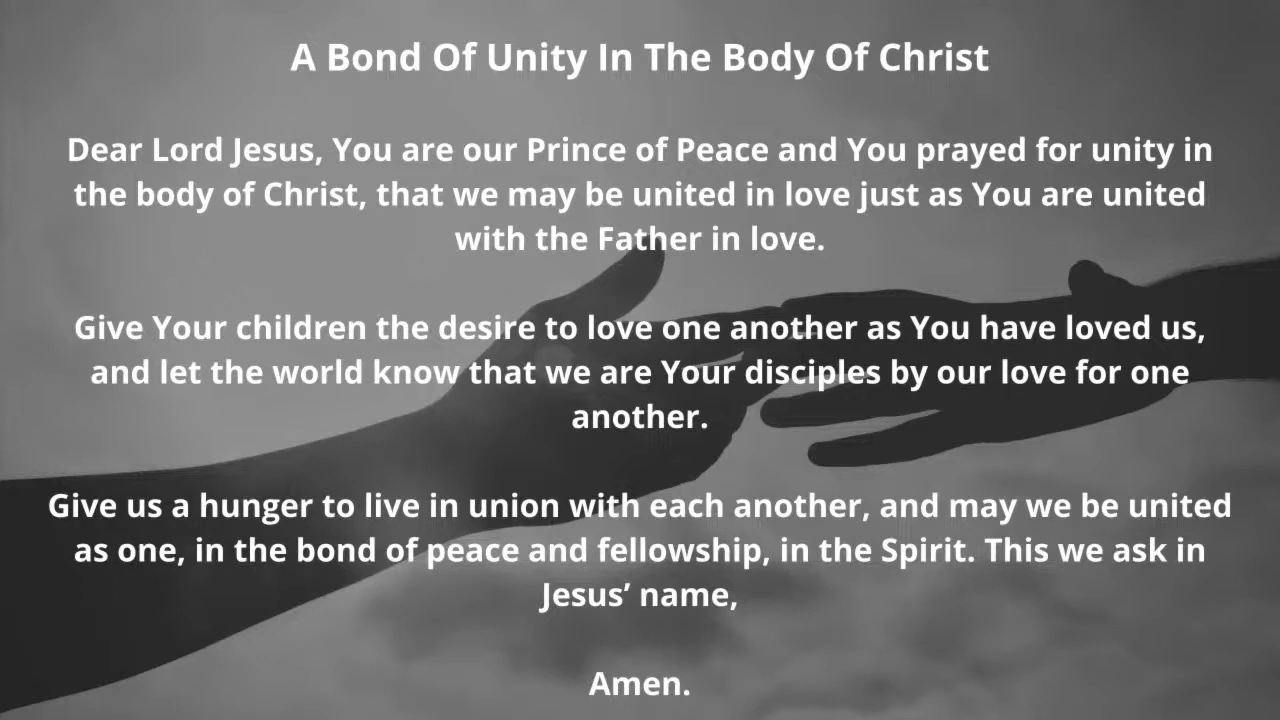 A Bond Of Unity In The Body Of Christ
Dear Lord Jesus, You are our Prince of Peace and You prayed for unity in
the body of Christ, that we may be united in love just as You are united
with the Father in love.
Give Your children the desire to love one another as You have loved us,
and let the world know that we are Your disciples by our love for one
another.
Give us a hunger to live in union with each another, and may we be united
as one, in the bond of peace and fellowship, in the Spirit. This we ask in
Jesus’ name,
Amen.